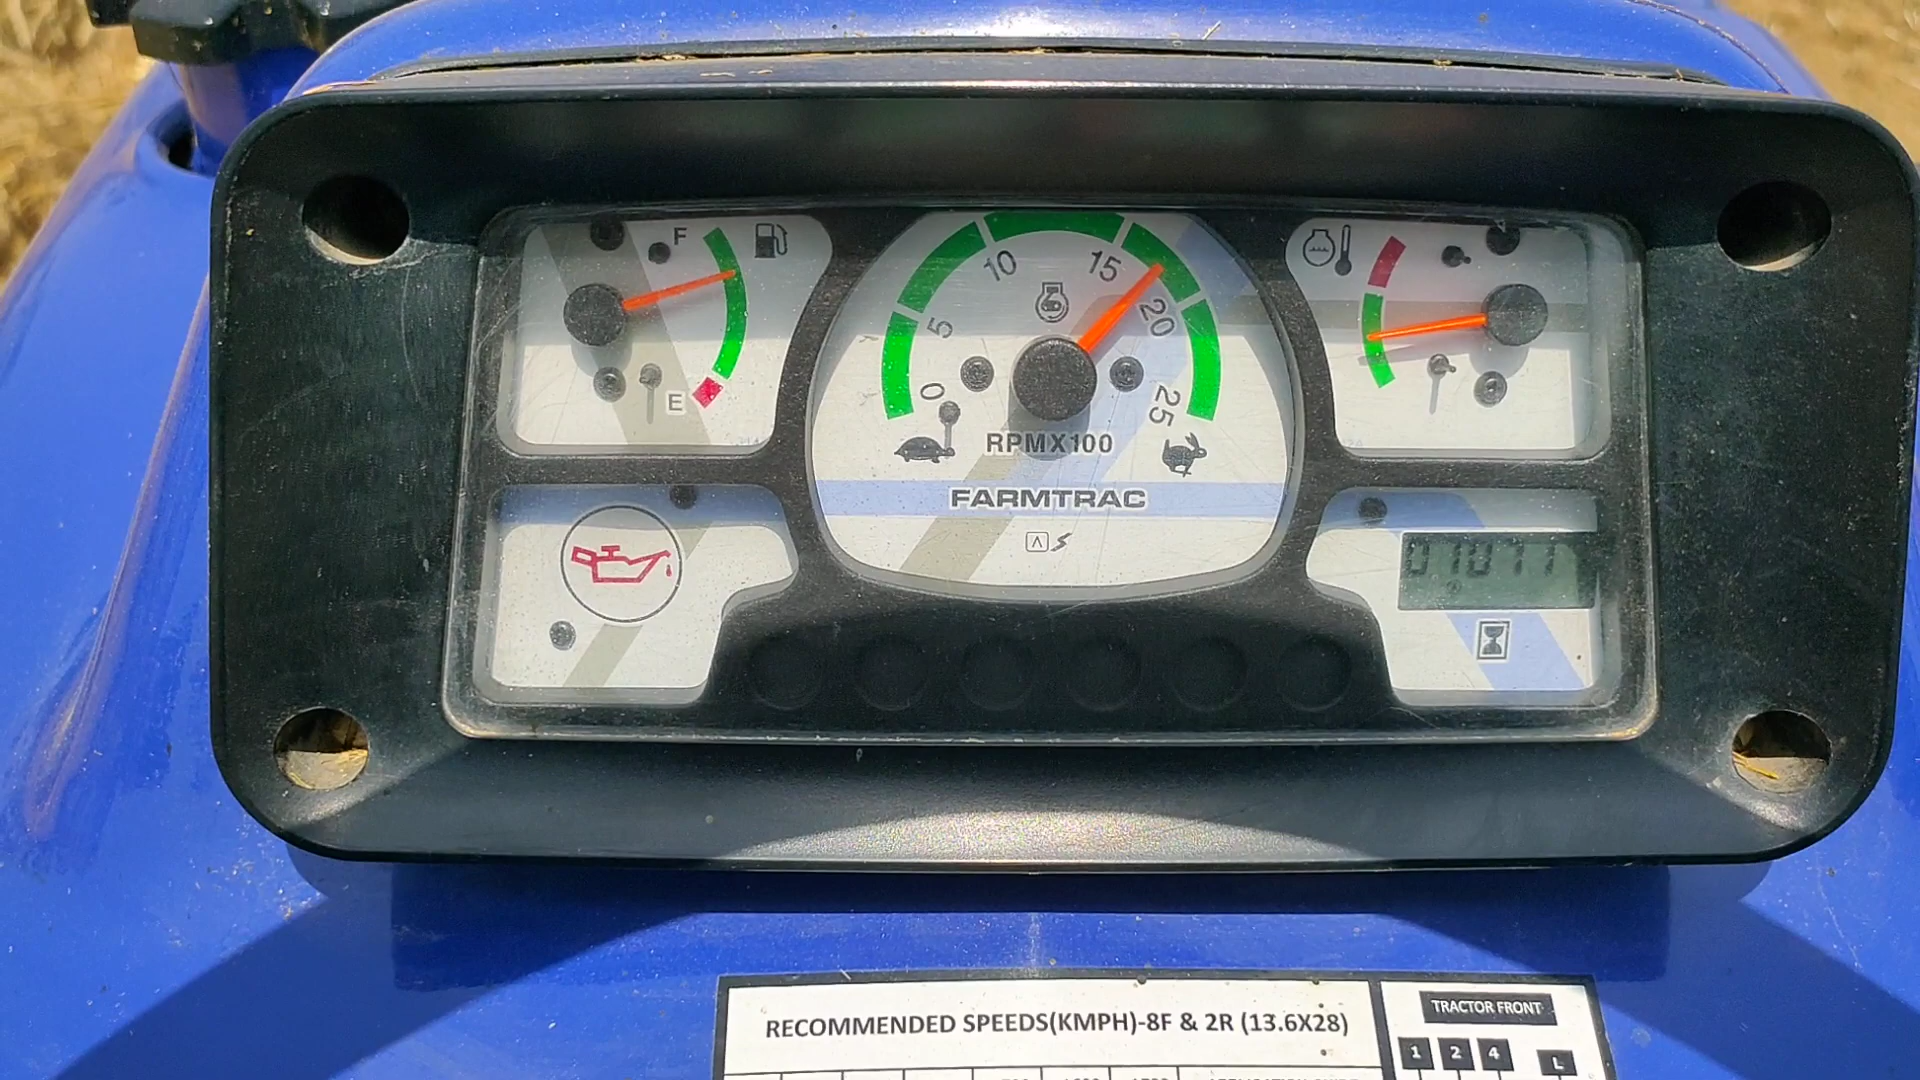 F
E
0
5
10
15
20
25
RPMX100
FARMTRAC
01077
RECOMMENDED SPEEDS(KMPH)-8F & 2R (13.6X28)
TRACTOR FRONT
1 2 4 L